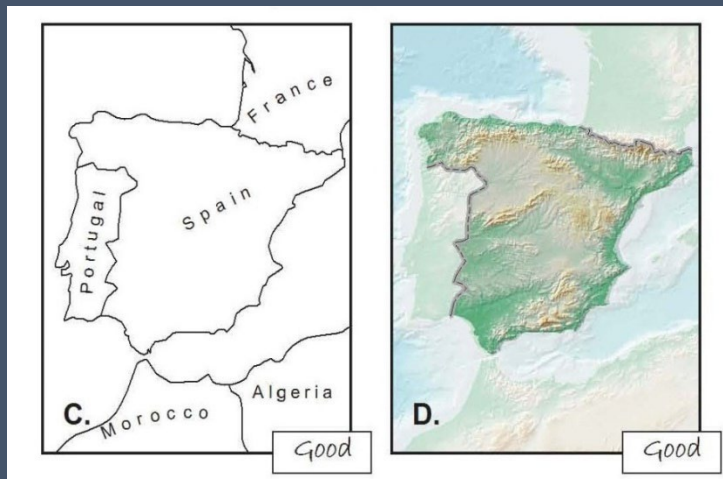 France
Spain
Portugal
C.
Morocco
Algeria
Good
D.
Good